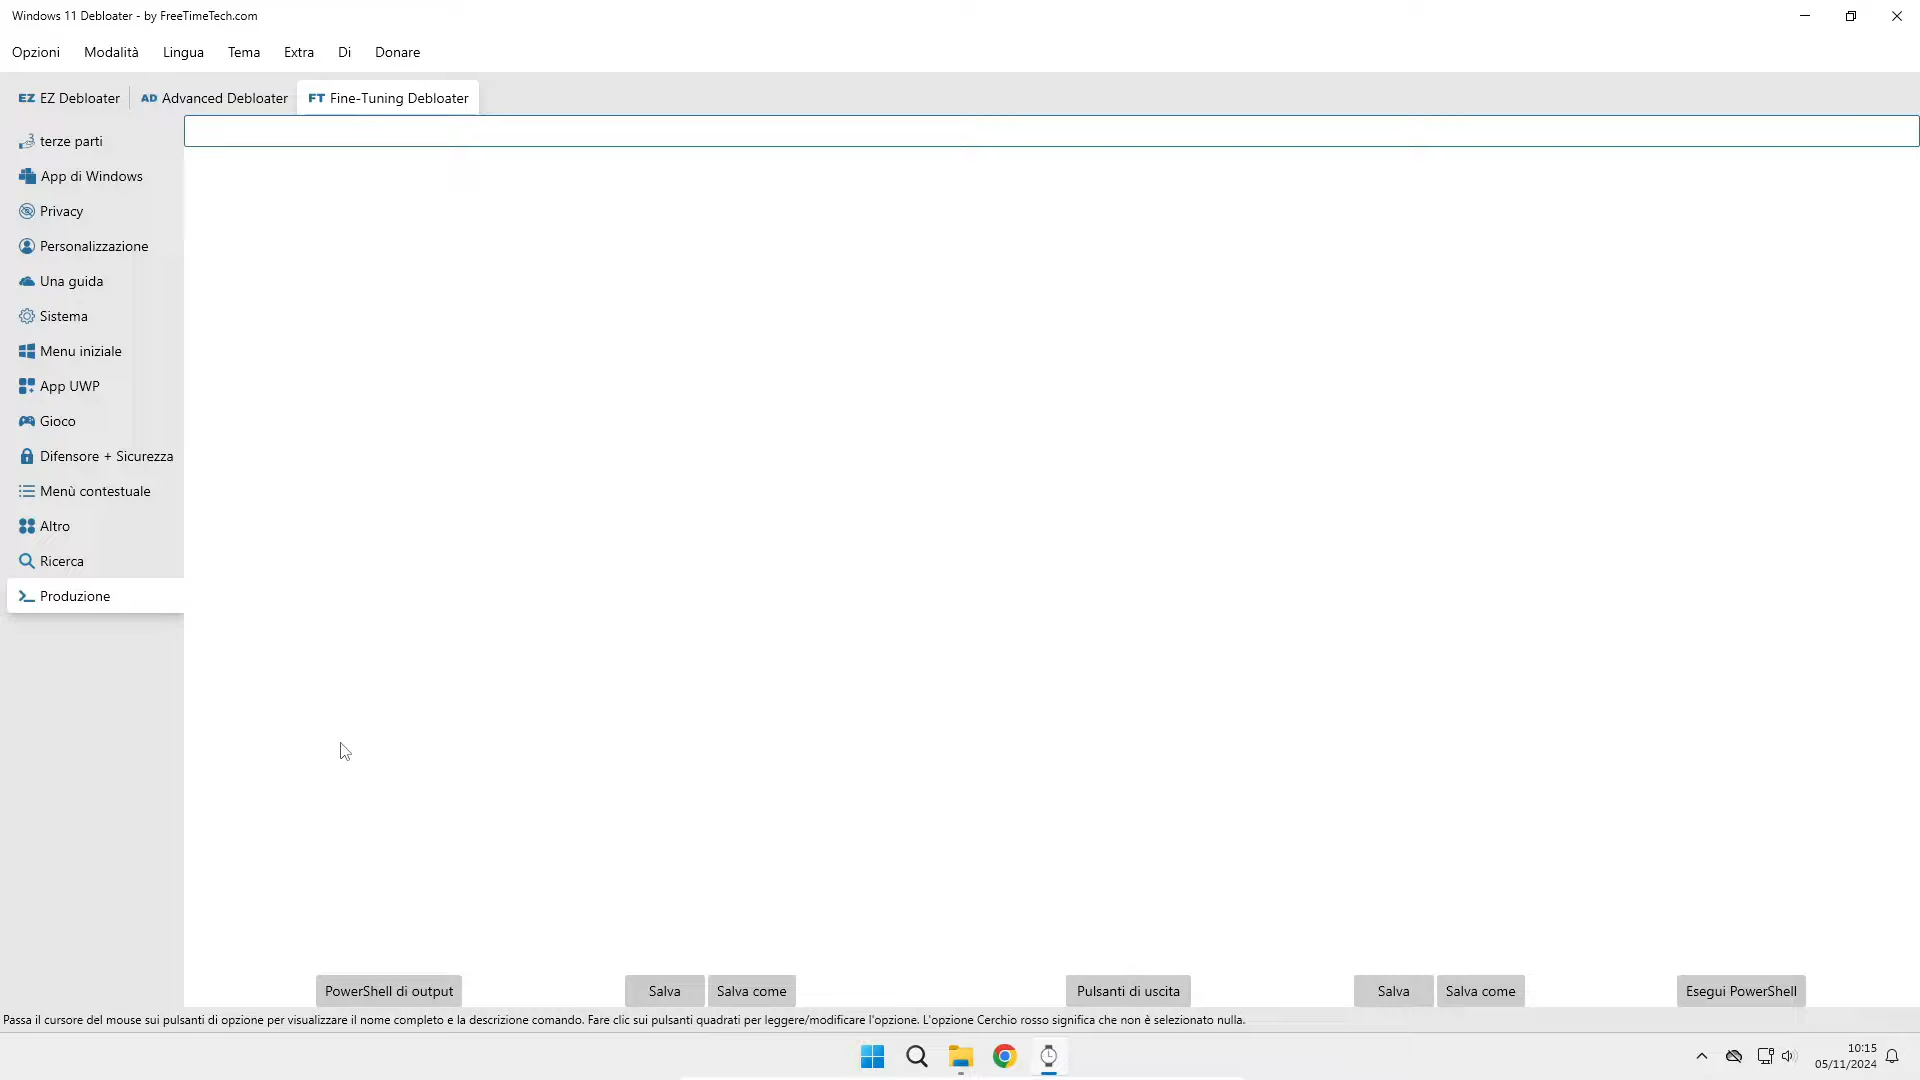 Windows 11 Debloater - by FreeTimeTech.com
Opzioni Modalità Lingua Tema Extra Di Donare
EZ EZ Debloater AD Advanced Debloater FT Fine-Tuning Debloater
terze parti
App di Windows
Privacy
Personalizzazione
Una guida
Sistema
Menu iniziale
App UWP
Gioco
Difensore + Sicurezza
Menù contestuale
Altro
Ricerca
Produzione
PowerShell di output Salva Salva come Pulsanti di uscita Salva Salva come Esegui PowerShell
Passa il cursore del mouse sui pulsanti di opzione per visualizzare il nome completo e la descrizione comando. Fare clic sui pulsanti quadrati per leggere/modificare l'opzione. L'opzione Cerchio rosso significa che non è selezionato nulla.
10:15
05/11/2024